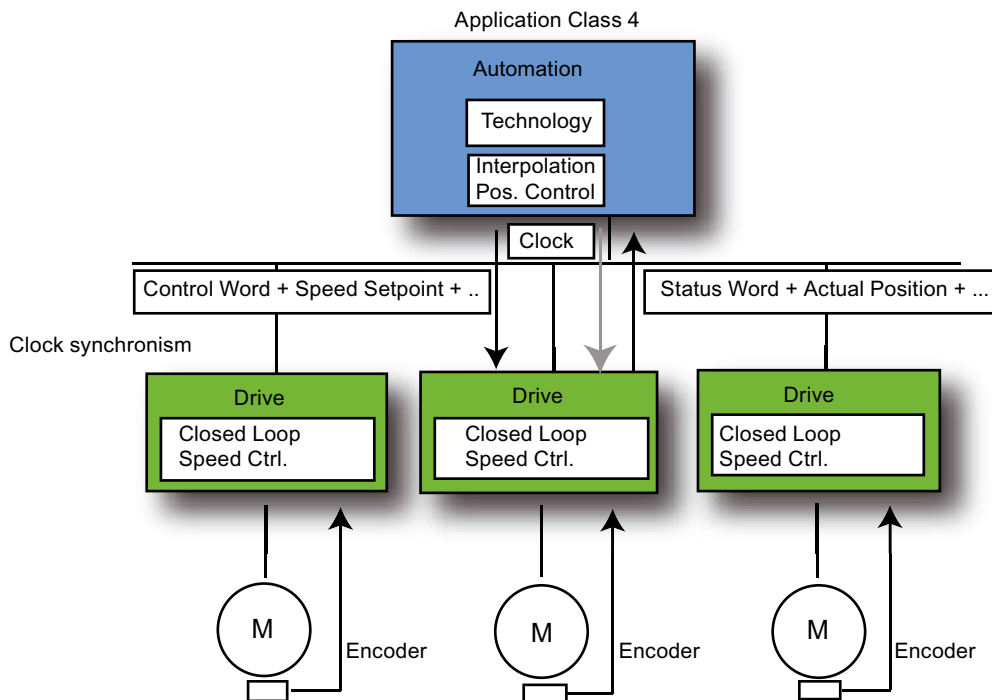 Application Class 4
Automation
Technology
Interpolation
Pos. Control
Clock
Control Word + Speed Setpoint + ..
Status Word + Actual Position + ...
Clock synchronism
Drive
Closed Loop
Speed Ctrl.
Drive
Closed Loop
Speed Ctrl.
Drive
Closed Loop
Speed Ctrl.
M
Encoder
M
Encoder
M
Encoder